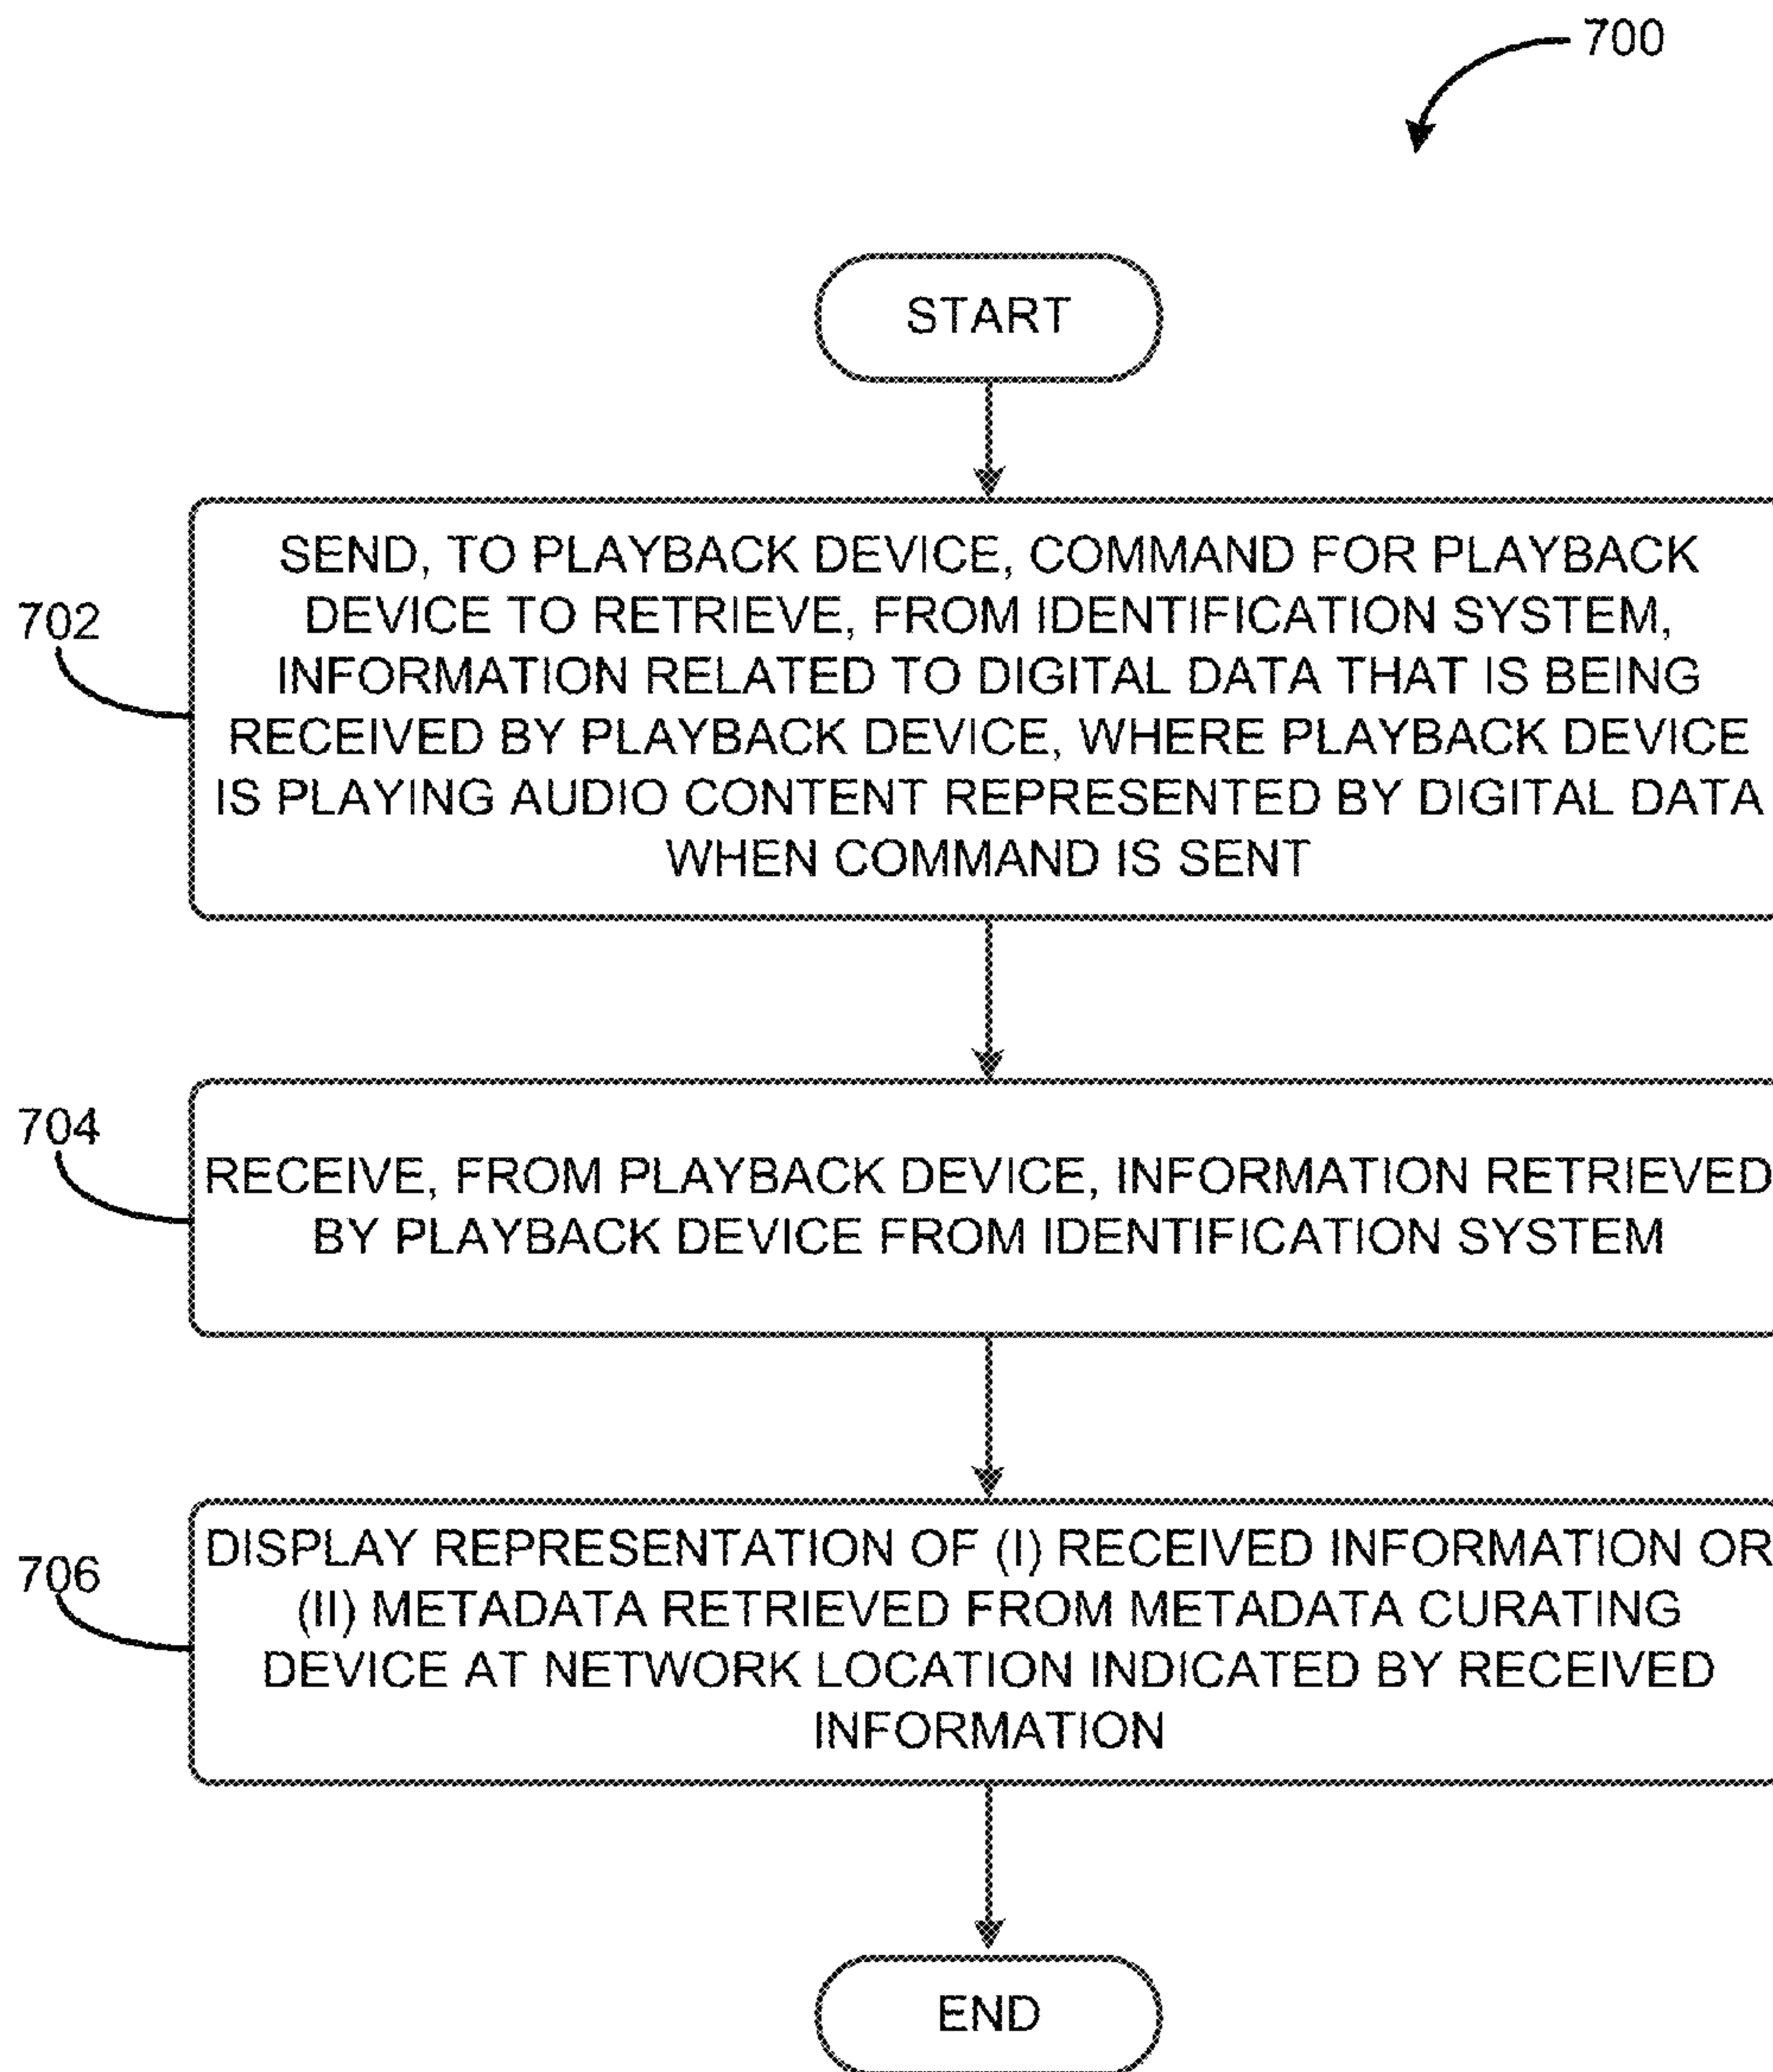 700
START
702
SEND, TO PLAYBACK DEVICE, COMMAND FOR PLAYBACK
DEVICE TO RETRIEVE, FROM IDENTIFICATION SYSTEM,
INFORMATION RELATED TO DIGITAL DATA THAT IS BEING
RECEIVED BY PLAYBACK DEVICE, WHERE PLAYBACK DEVICE
IS PLAYING AUDIO CONTENT REPRESENTED BY DIGITAL DATA
WHEN COMMAND IS SENT
704
RECEIVE, FROM PLAYBACK DEVICE, INFORMATION RETRIEVED
BY PLAYBACK DEVICE FROM IDENTIFICATION SYSTEM
706
DISPLAY REPRESENTATION OF (I) RECEIVED INFORMATION OR
(II) METADATA RETRIEVED FROM METADATA CURATING
DEVICE AT NETWORK LOCATION INDICATED BY RECEIVED
INFORMATION
END